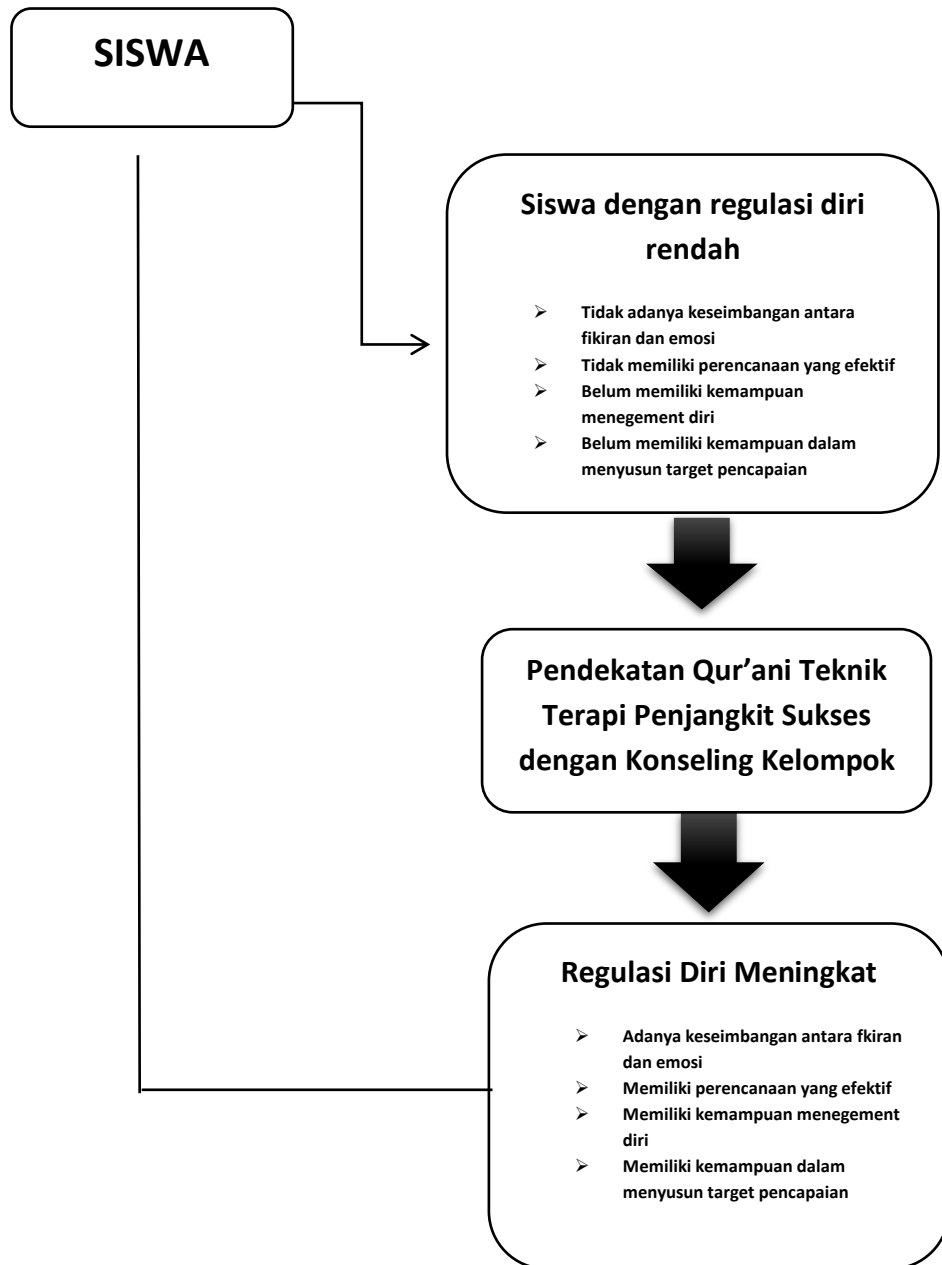 SISWA
Siswa dengan regulasi diri
rendah
➢ Tidak adanya keseimbangan antara
fikiran dan emosi
➢ Tidak memiliki perencanaan yang efektif
➢ Belum memiliki kemampuan
menegement diri
➢ Belum memiliki kemampuan dalam
menyusun target pencapaian
Pendekatan Qur’ani Teknik
Terapi Penjangkit Sukses
dengan Konseling Kelompok
Regulasi Diri Meningkat
➢ Adanya keseimbangan antara fkiran
dan emosi
➢ Memiliki perencanaan yang efektif
➢ Memiliki kemampuan menegement
diri
➢ Memiliki kemampuan dalam
menyusun target pencapaian